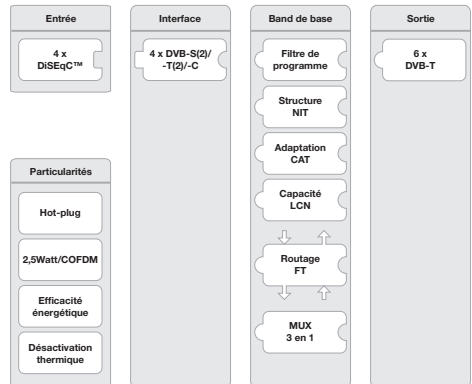 Entrée
4 x
DiSEqC™
Particularités
Hot-plug
2,5Watt/COFDM
Efficacité
énergétique
Désactivation
thermique
Interface
4 x DVB-S(2)/
-T(2)/-C
Band de base
Filtre de
programme
Structure
NIT
Adaptation
CAT
Capacité
LCN
Routage
FT
MUX
3 en 1
Sortie
6 x
DVB-T